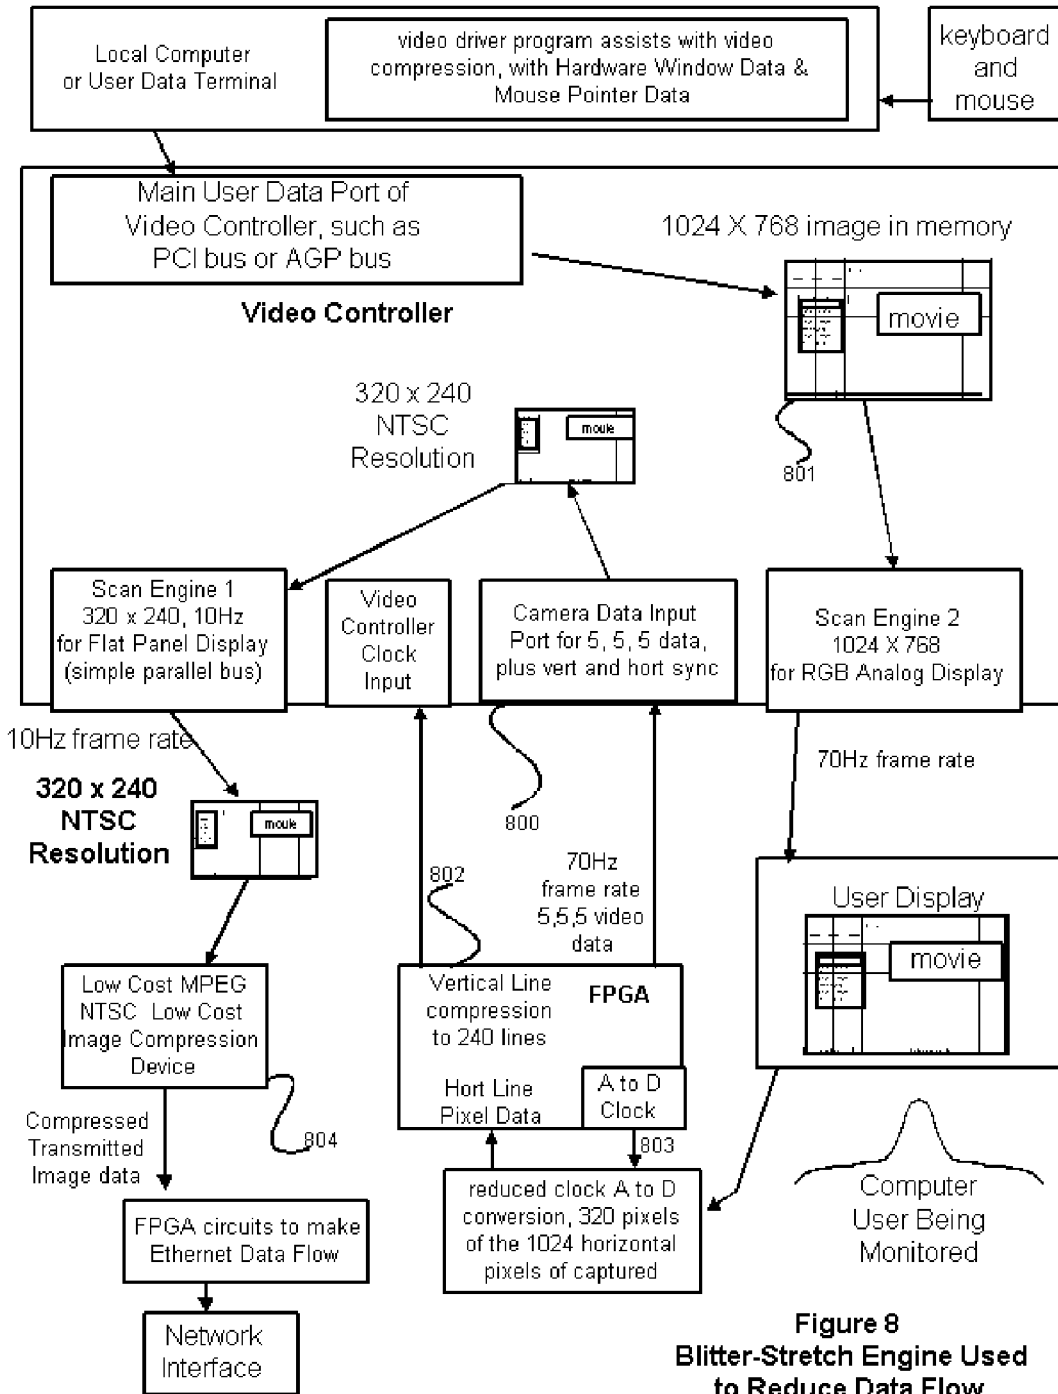 Local Computer
or User Data Terminal
video driver program assists with video
compression, with Hardware Window Data &
Mouse Pointer Data
keyboard
and
mouse
Main User Data Port of
Video Controller, such as
PCI bus or AGP bus
Video Controller
1024 X 768 image in memory
movie
801
320 x 240
NTSC
Resolution
movie
Scan Engine 1
320 x 240, 10Hz
for Flat Panel Display
(simple parallel bus)
Video
Controller
Clock
Input
Camera Data Input
Port for 5, 5, 5 data,
plus vert and hort sync
Scan Engine 2
1024 X 768
for RGB Analog Display
10Hz frame rate
320 x 240
NTSC
Resolution
movie
800
802
70Hz
frame rate
5,5,5 video
data
70Hz frame rate
User Display
movie
Low Cost MPEG
NTSC Low Cost
Image Compression
Device
804
Vertical Line
compression
to 240 lines
FPGA
Hort Line
Pixel Data
A to D
Clock
803
Compressed
Transmitted
Image data
reduced clock A to D
conversion, 320 pixels
of the 1024 horizontal
pixels of captured
Computer
User Being
Monitored
FPGA circuits to make
Ethernet Data Flow
Network
Interface
Figure 8
Blitter-Stretch Engine Used
to Reduce Data Flow